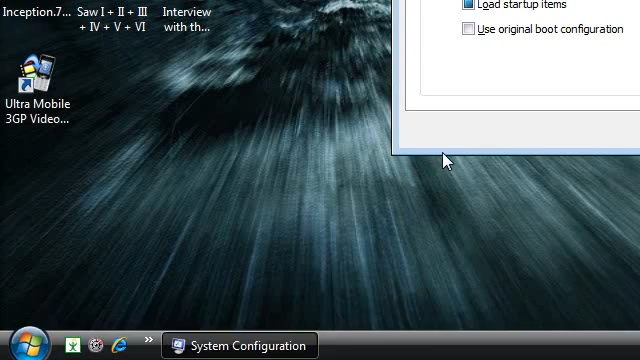 Inception.7...
Saw I + II + III
+ IV + V + VI
Interview
with th...
Load startup items
Use original boot configuration
Ultra Mobile
3GP Video...
System Configuration